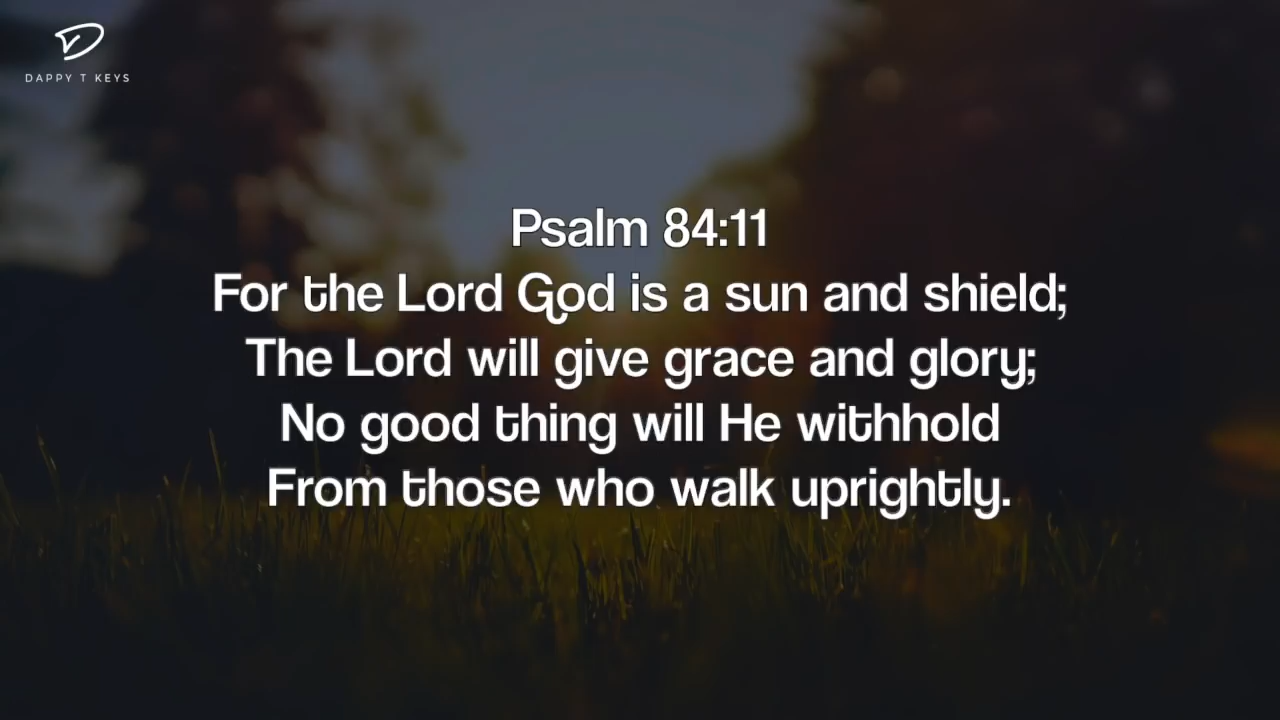 DAPPY T KEYS
Psalm 84:11
For the Lord God is a sun and shield;
The Lord will give grace and glory;
No good thing will He withhold
From those who walk uprightly.